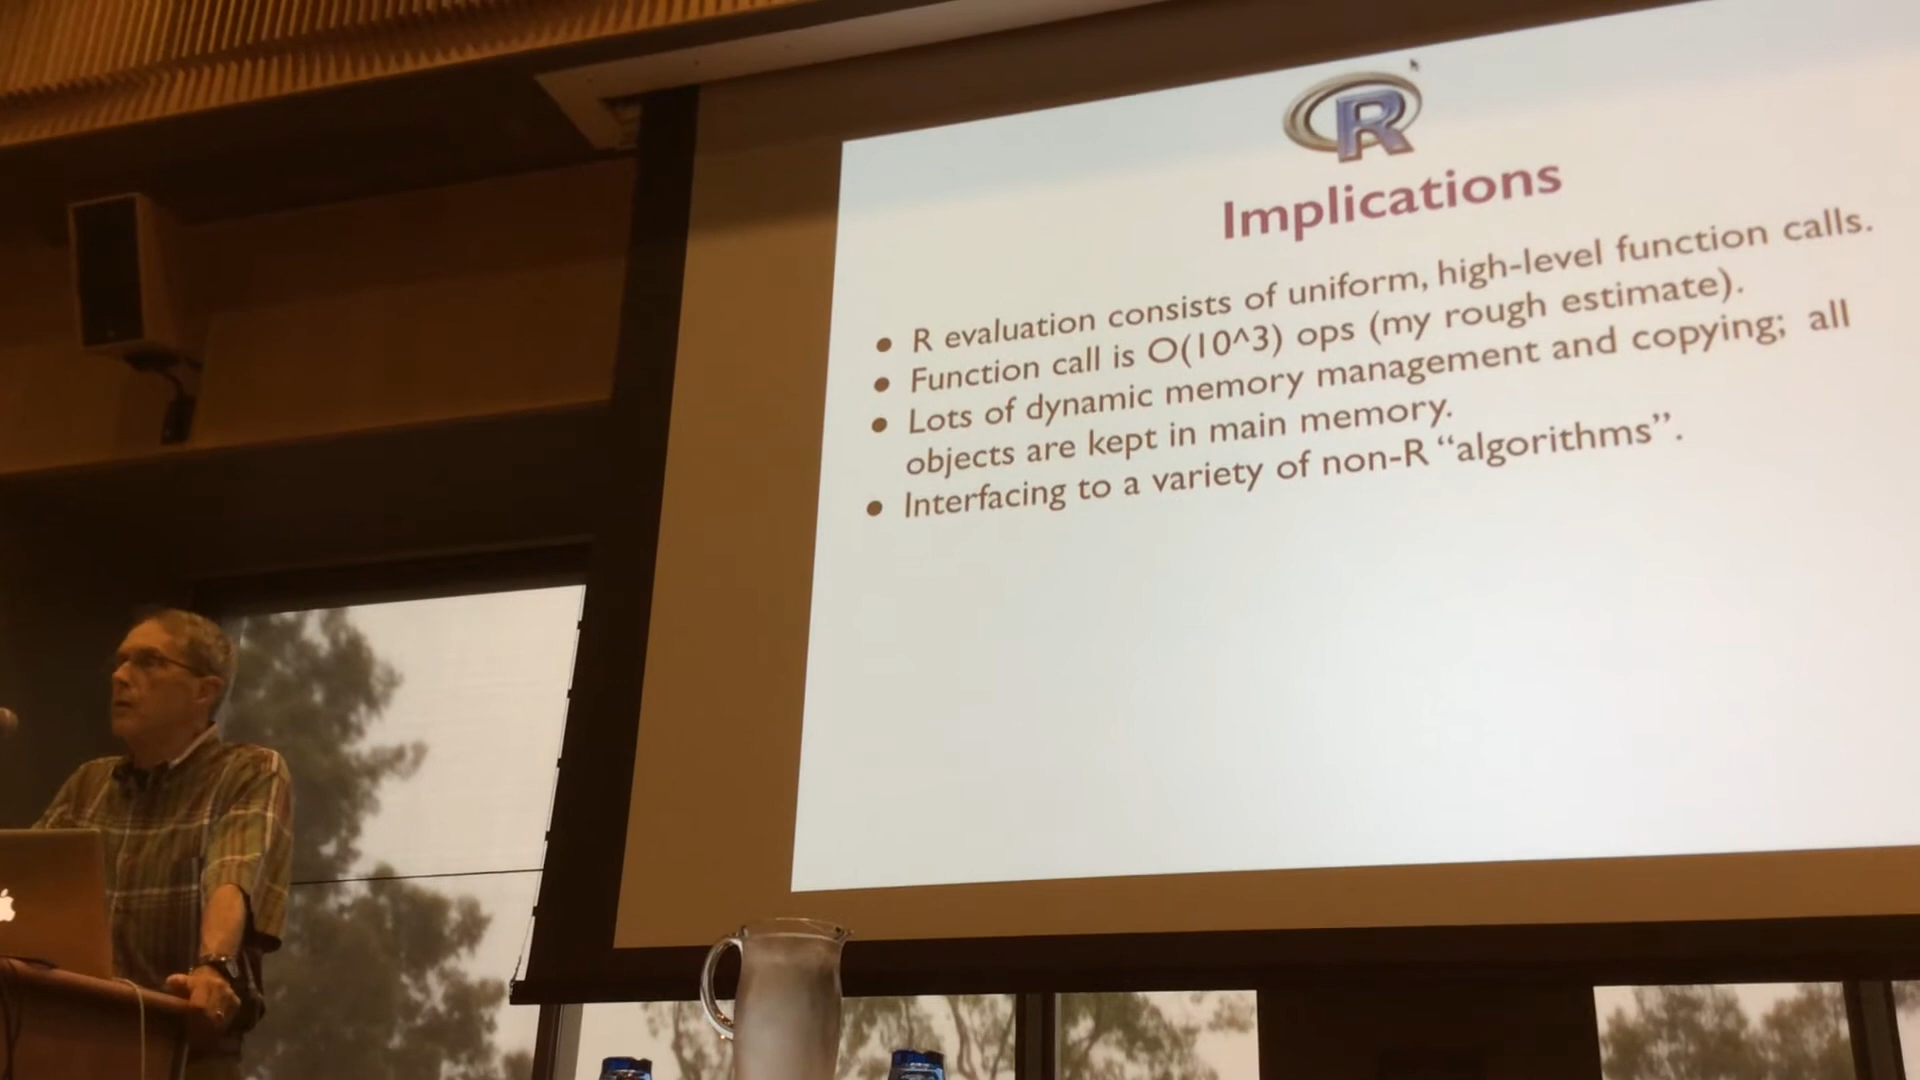 R
Implications
● R evaluation consists of uniform, high-level function calls.
● Function call is O(10^3) ops (my rough estimate).
● Lots of dynamic memory management and copying; all
objects are kept in main memory.
● Interfacing to a variety of non-R “algorithms”.